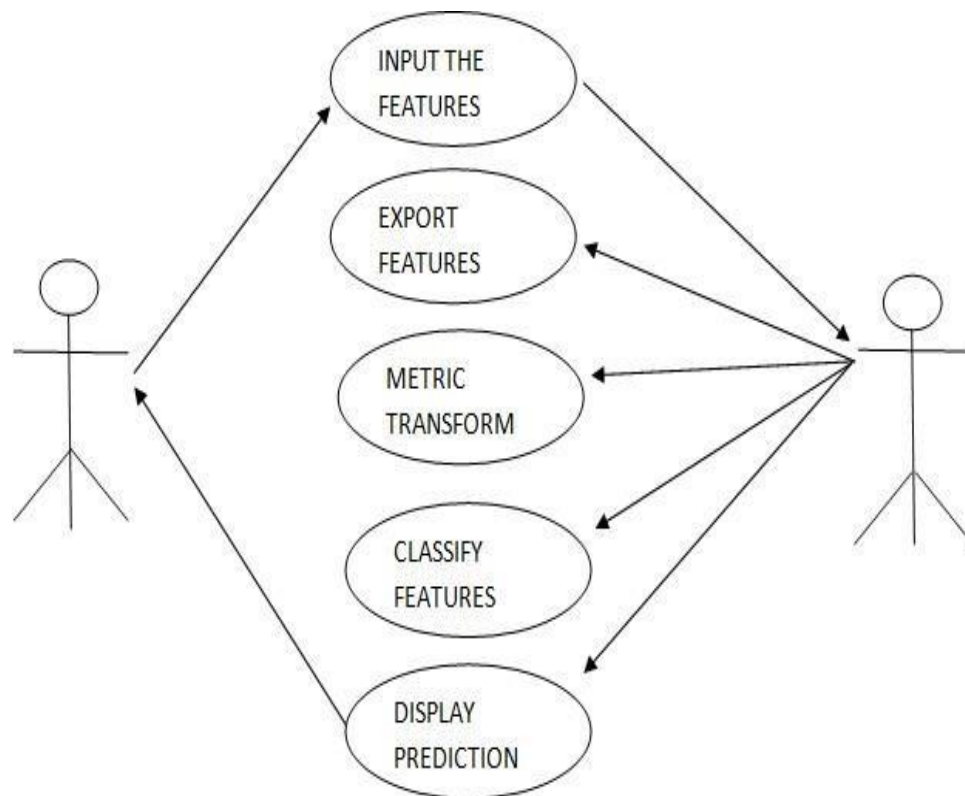 INPUT THE
FEATURES
EXPORT
FEATURES
METRIC
TRANSFORM
CLASSIFY
FEATURES
DISPLAY
PREDICTION